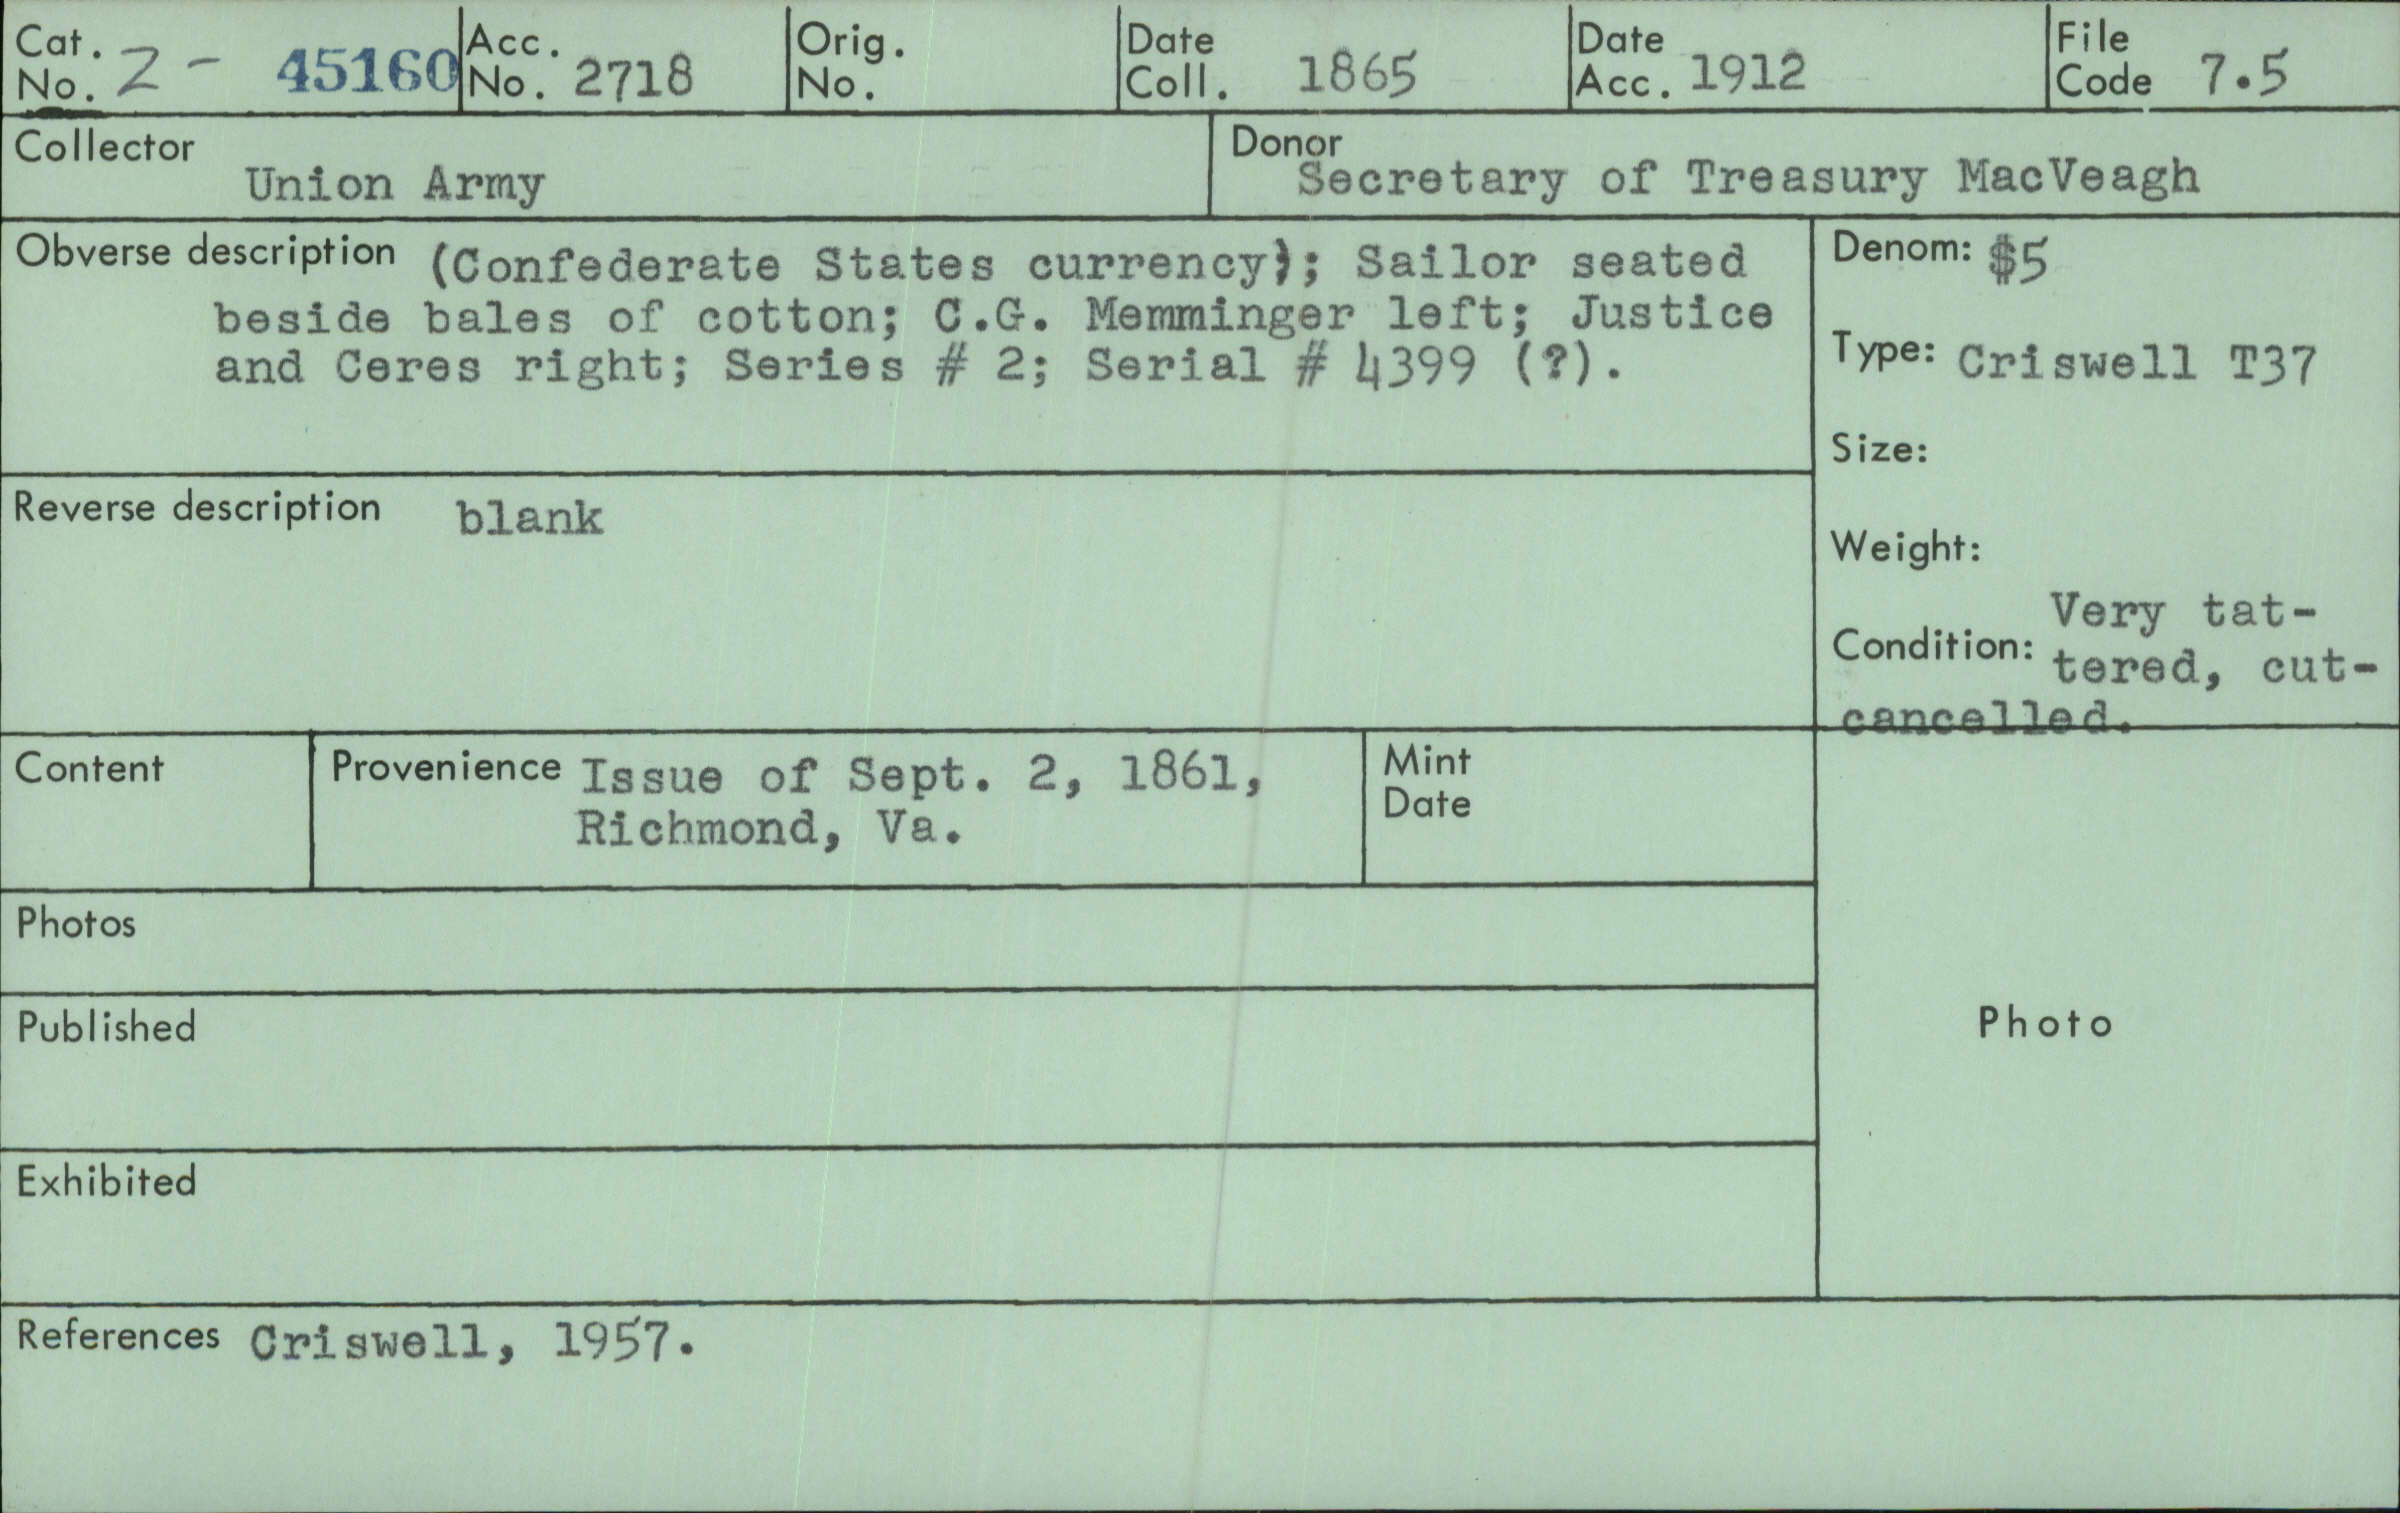 Cat. No. 2- 45160 Acc. No. 2718 Orig. No. Date Coll. 1865 Date Acc. 1912 File Code 7.5
Collector Union Army Donor Secretary of Treasury MacVeagh
Obverse description (Confederate States currency); Sailor seated
beside bales of cotton; C.G. Memminger left; Justice
and Ceres right; Series # 2; Serial # 4399 (?).
Denom: $5
Type: Criswell T37
Size:
Weight:
Condition: Very tat-
tered, cut-
cancelled.
Reverse description blank
Content
Provenience Issue of Sept. 2, 1861,
Richmond, Va.
Mint
Date
Photos
Published
Photo
Exhibited
References Criswell, 1957.